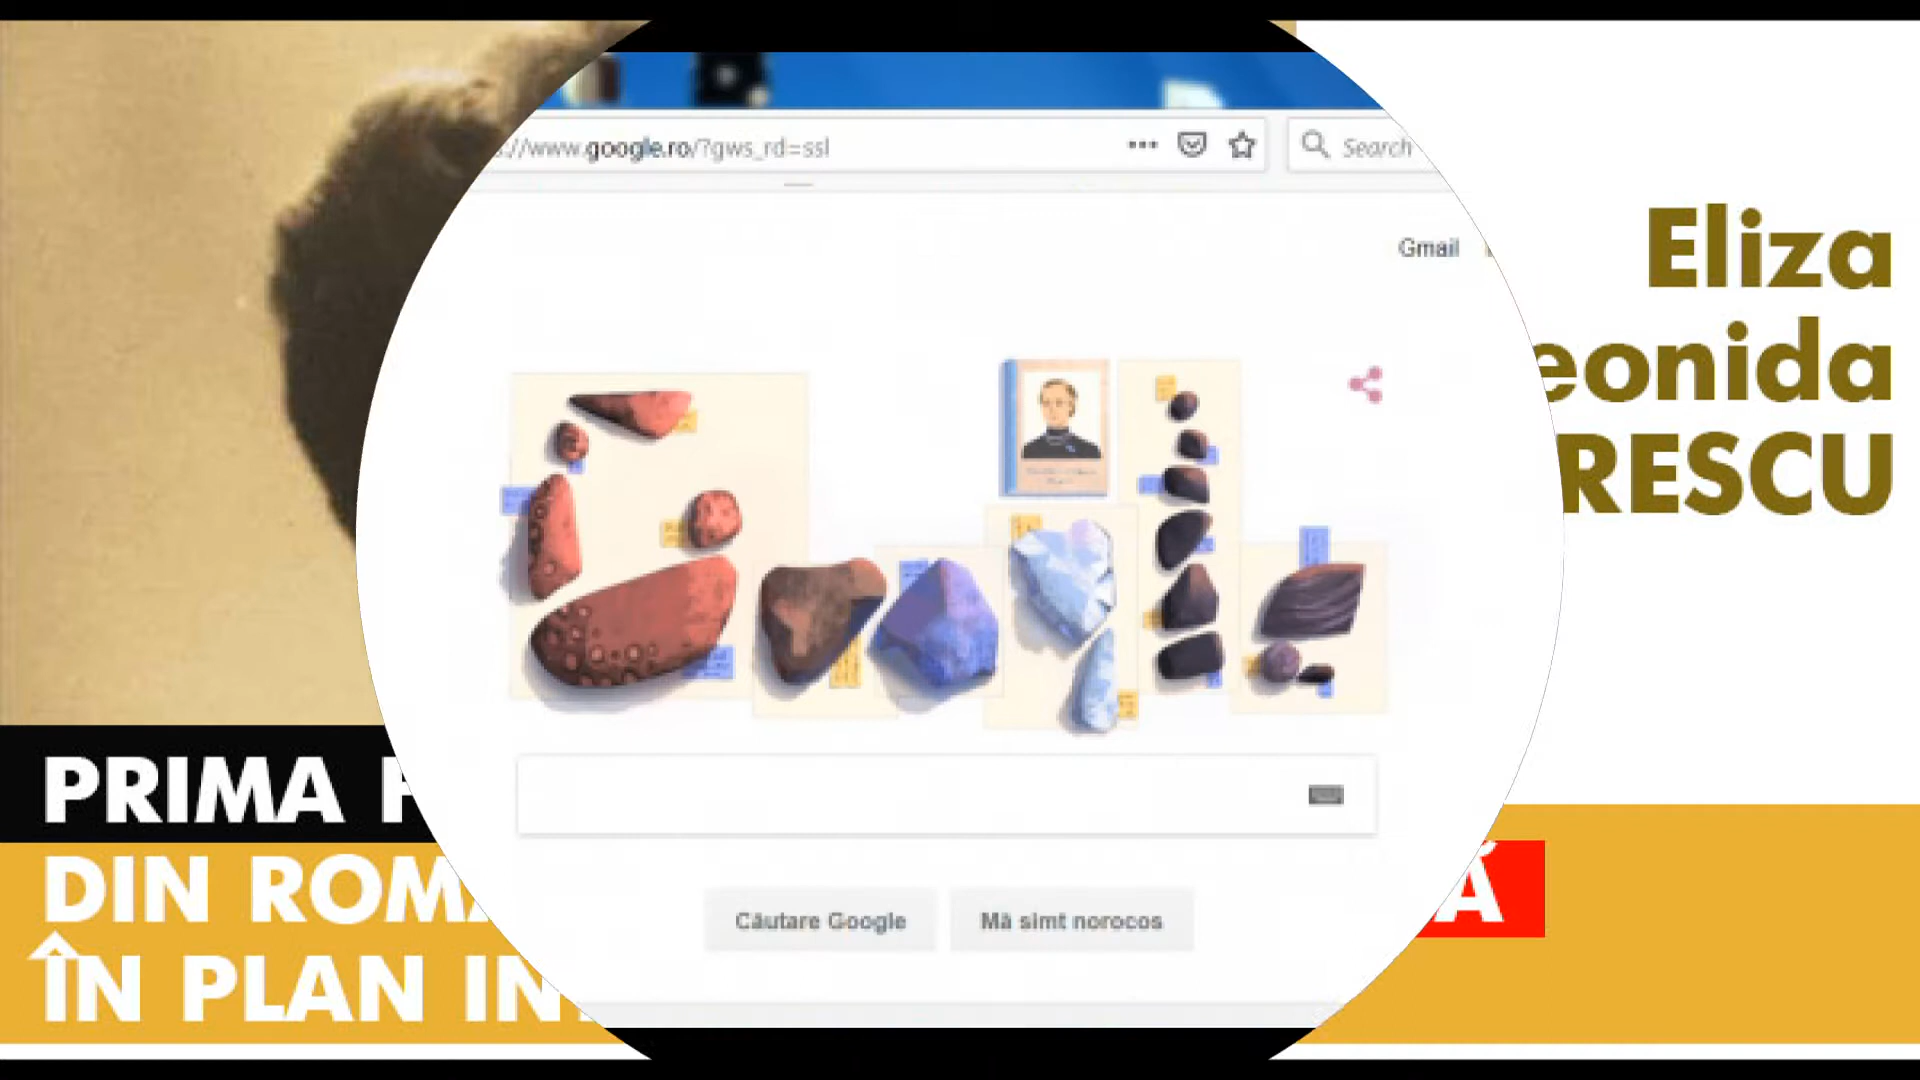 ://www.google.ro/?gws_rd=ssl
Search
Gmail
Eliza
eonida
RESCU
Căutare Google
Mă simt norocos
PRIMA
DIN ROM
Ă
ÎN PLAN IN